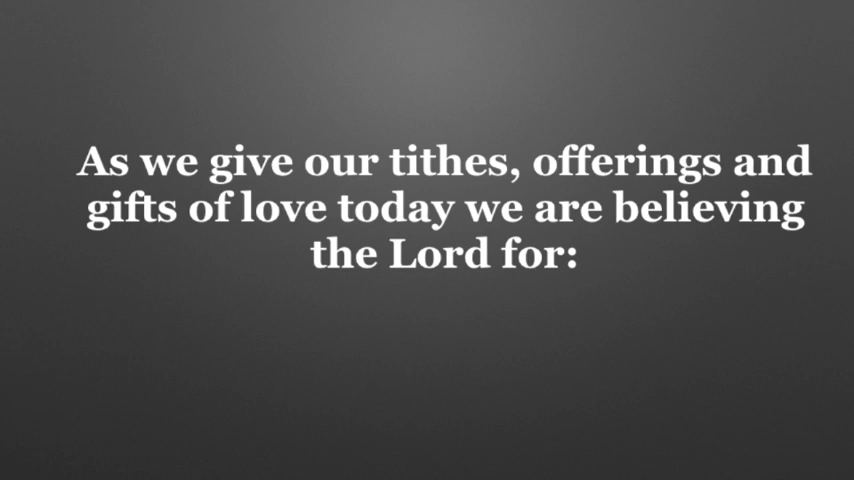 As we give our tithes, offerings and
gifts of love today we are believing
the Lord for: